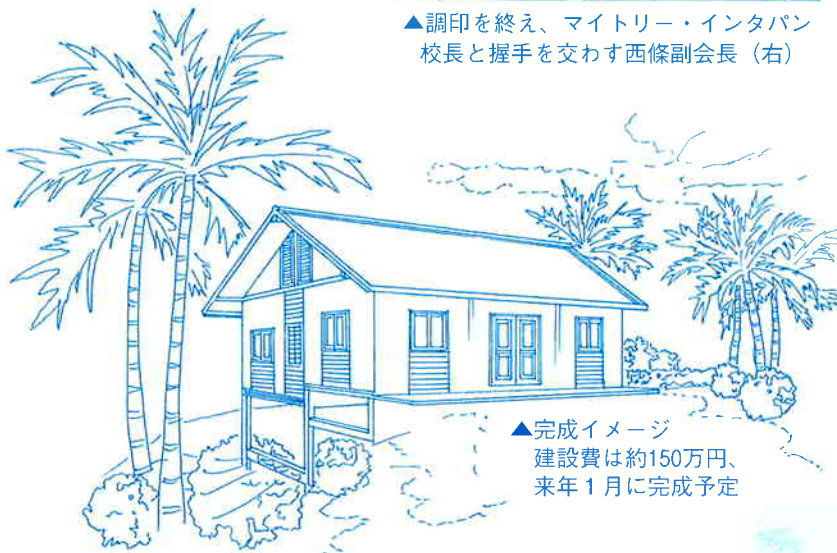 ▲調印を終え、マイトリー・インタパン
校長と握手を交わす西條副会長（右）
▲完成イメージ
建設費は約150万円、
来年１月に完成予定